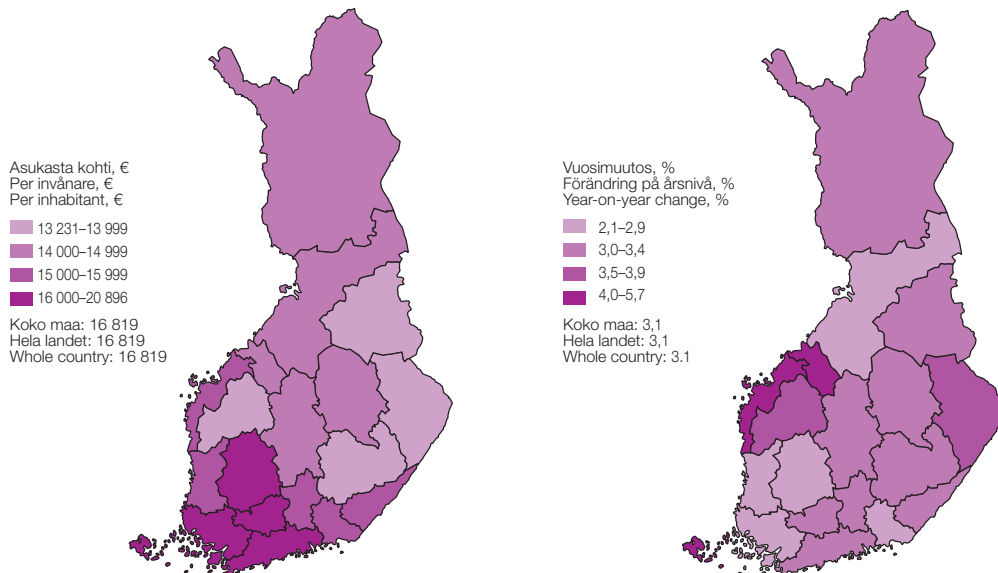 Asukasta kohti, €
Per invånare, €
Per inhabitant, €
13 231–13 999
14 000–14 999
15 000–15 999
16 000–20 896
Koko maa: 16 819
Hela landet: 16 819
Whole country: 16 819
Vuosimuutos, %
Förändring på årsnivå, %
Year-on-year change, %
2,1–2,9
3,0–3,4
3,5–3,9
4,0–5,7
Koko maa: 3,1
Hela landet: 3,1
Whole country: 3.1